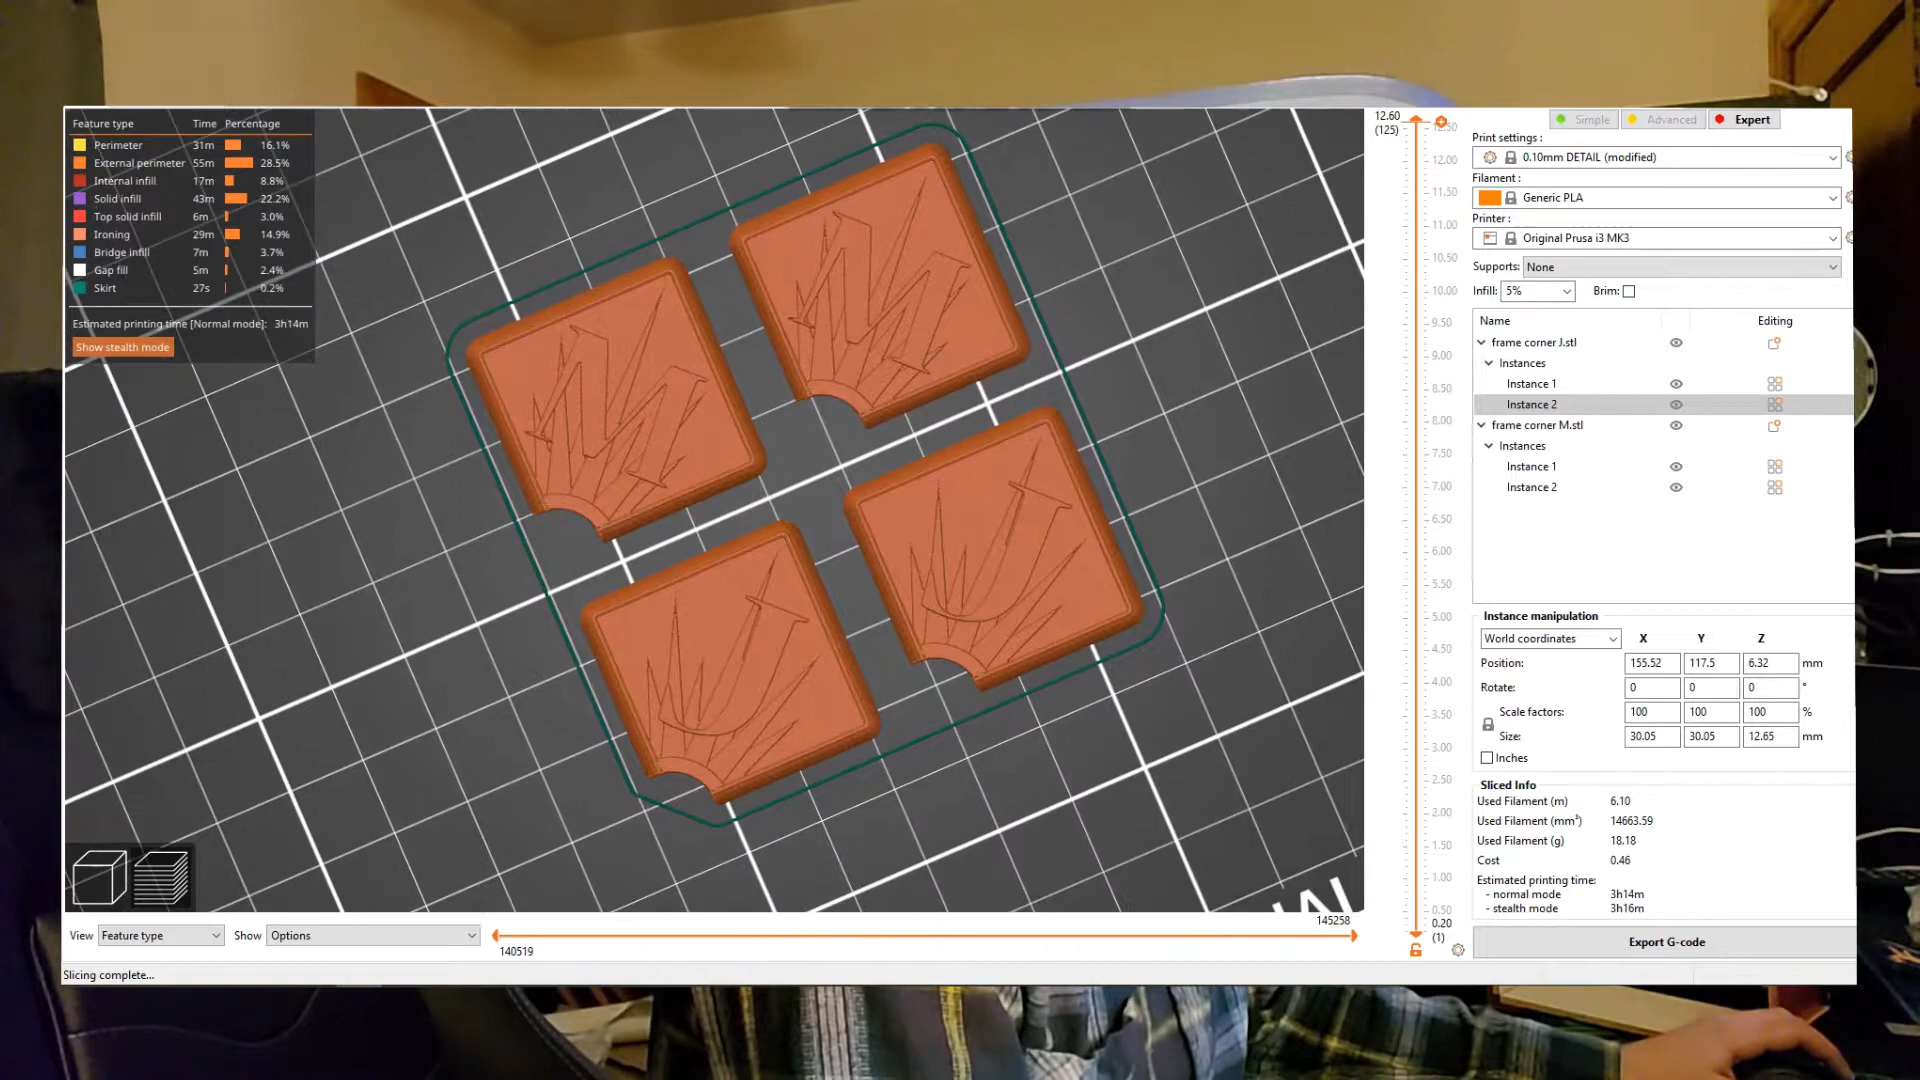 Feature type Time Percentage
Perimeter 31m 16.1%
External perimeter 55m 28.5%
Internal infill 17m 8.8%
Solid infill 43m 22.2%
Top solid infill 6m 3.0%
Ironing 29m 14.9%
Bridge infill 7m 3.7%
Gap fill 5m 2.4%
Skirt 27s 0.2%
Estimated printing time [Normal mode]: 3h14m
Show stealth mode
12.60
(125)
12.50
12.00
11.50
11.00
10.50
10.00
9.50
9.00
8.50
8.00
7.50
7.00
6.50
6.00
5.50
5.00
4.50
4.00
3.50
3.00
2.50
2.00
1.50
1.00
0.50
0.20
(1)
Simple Advanced Expert
Print settings :
0.10mm DETAIL (modified)
Filament :
Generic PLA
Printer :
Original Prusa i3 MK3
Supports: None
Infill: 5% Brim:
Name Editing
frame corner J.stl
Instances
Instance 1
Instance 2
frame corner M.stl
Instances
Instance 1
Instance 2
Instance manipulation
World coordinates X Y Z
Position: 155.52 117.5 6.32 mm
Rotate: 0 0 0 °
Scale factors: 100 100 100 %
Size: 30.05 30.05 12.65 mm
Inches
Sliced Info
Used Filament (m) 6.10
Used Filament (mm³) 14663.59
Used Filament (g) 18.18
Cost 0.46
Estimated printing time:
- normal mode 3h14m
- stealth mode 3h16m
Export G-code
View Feature type Show Options
145258
140519
Slicing complete...